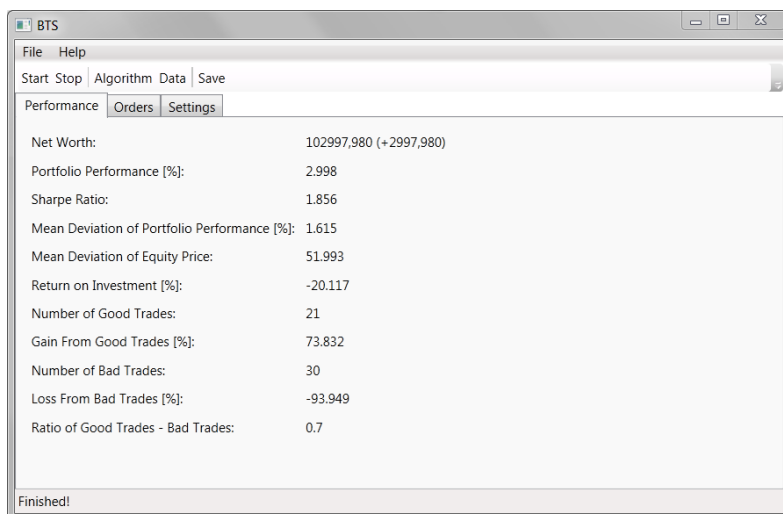 BTS
File Help
Start Stop Algorithm Data Save
Performance Orders Settings
Net Worth: 102997,980 (+2997,980)
Portfolio Performance [%]: 2.998
Sharpe Ratio: 1.856
Mean Deviation of Portfolio Performance [%]: 1.615
Mean Deviation of Equity Price: 51.993
Return on Investment [%]: -20.117
Number of Good Trades: 21
Gain From Good Trades [%]: 73.832
Number of Bad Trades: 30
Loss From Bad Trades [%]: -93.949
Ratio of Good Trades - Bad Trades: 0.7
Finished!